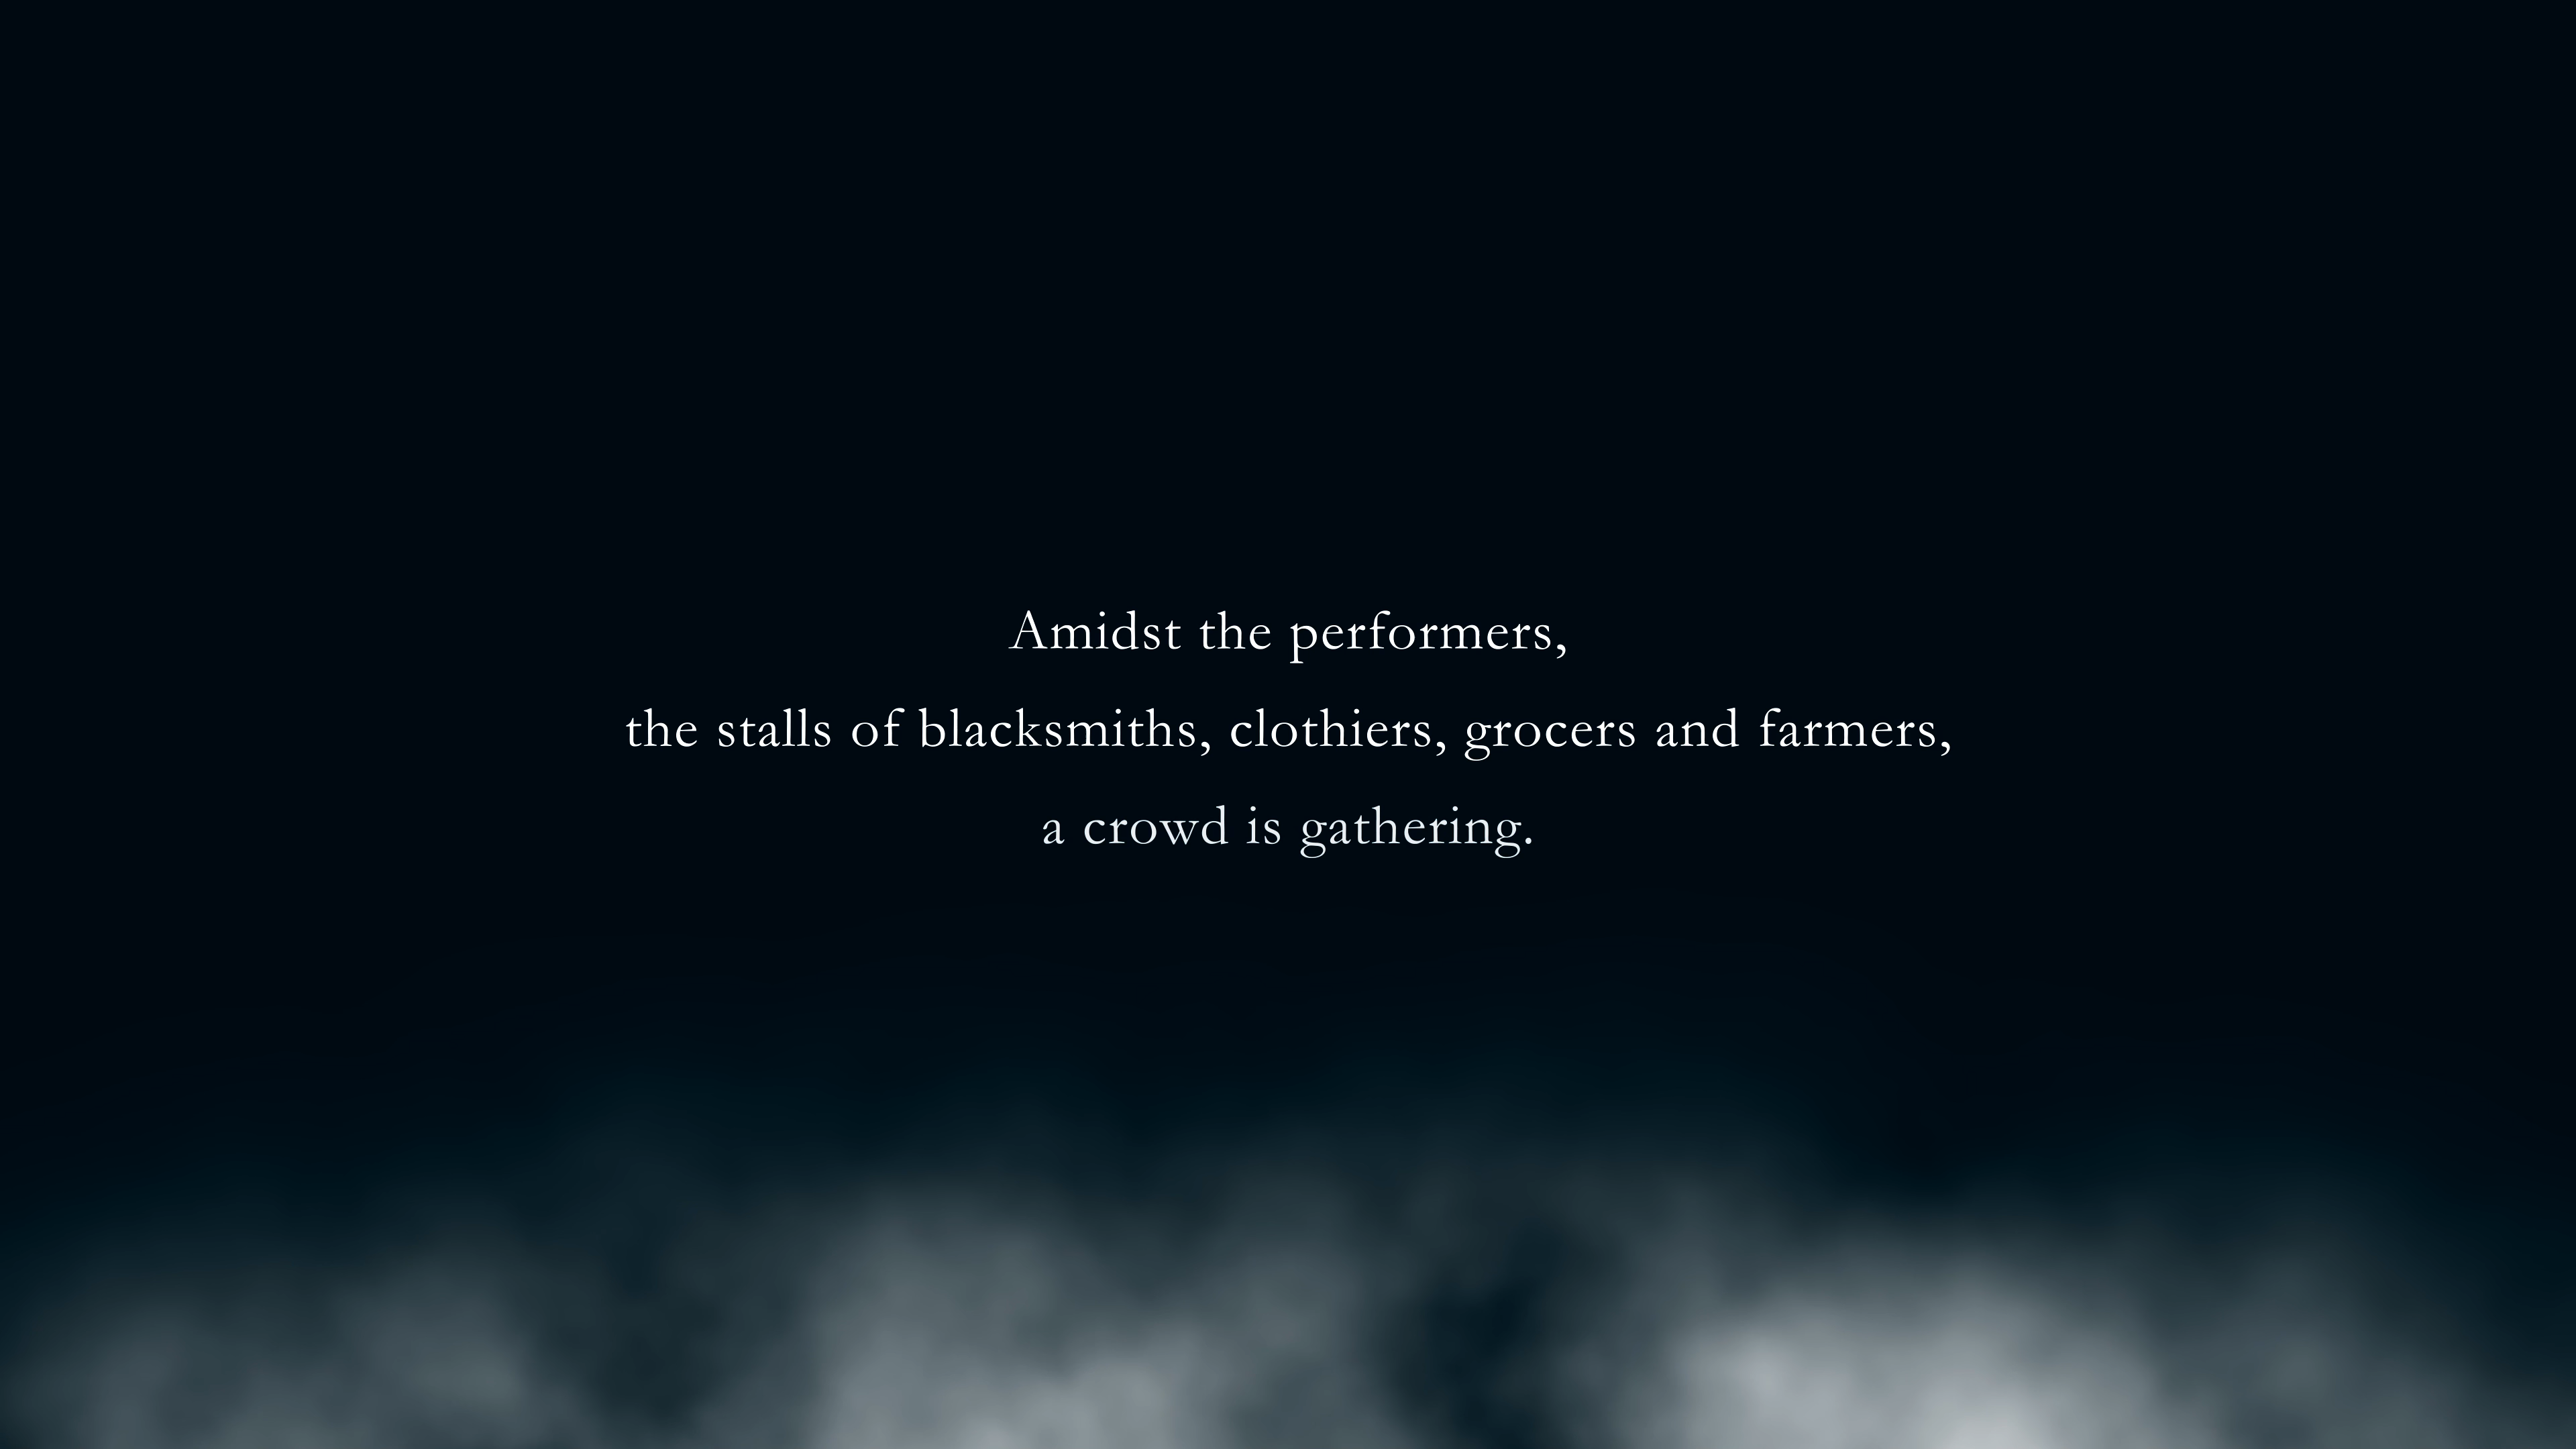 Amidst the performers,
the stalls of blacksmiths, clothiers, grocers and farmers,
a crowd is gathering.